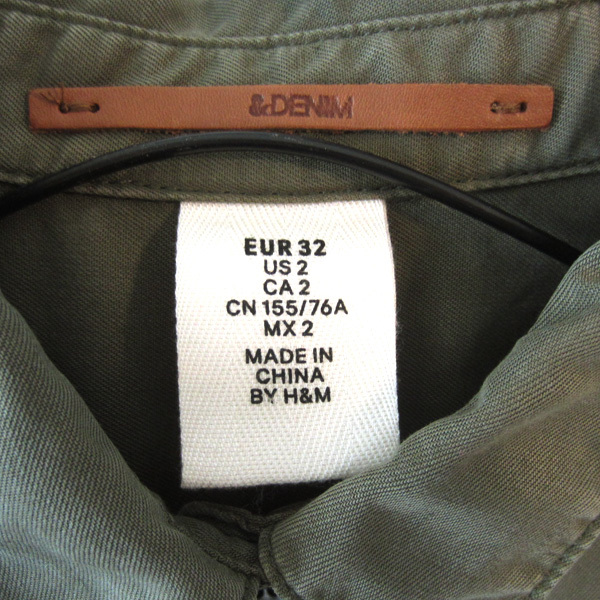 &DENIM
EUR 32
US 2
CA 2
CN 155/76A
MX 2
MADE IN
CHINA
BY H&M